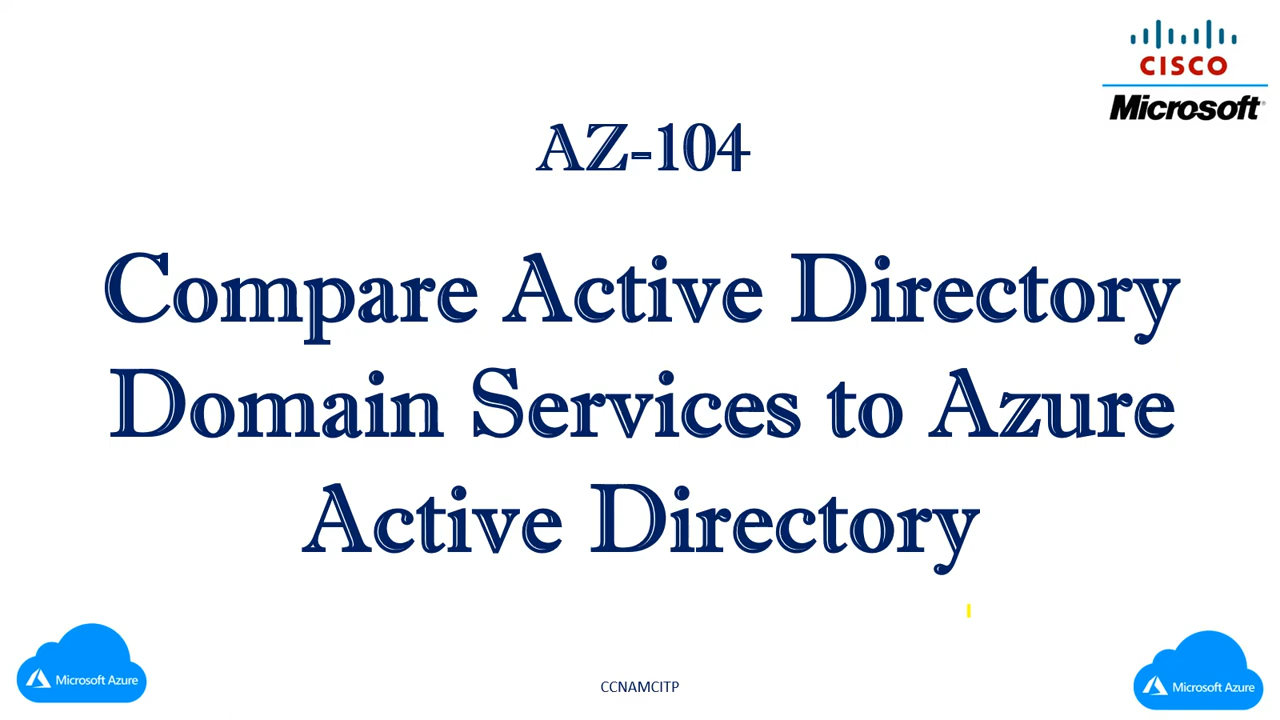 CISCO
Microsoft
AZ-104
Compare Active Directory
Domain Services to Azure
Active Directory
Microsoft Azure
CCNAMCITP
Microsoft Azure